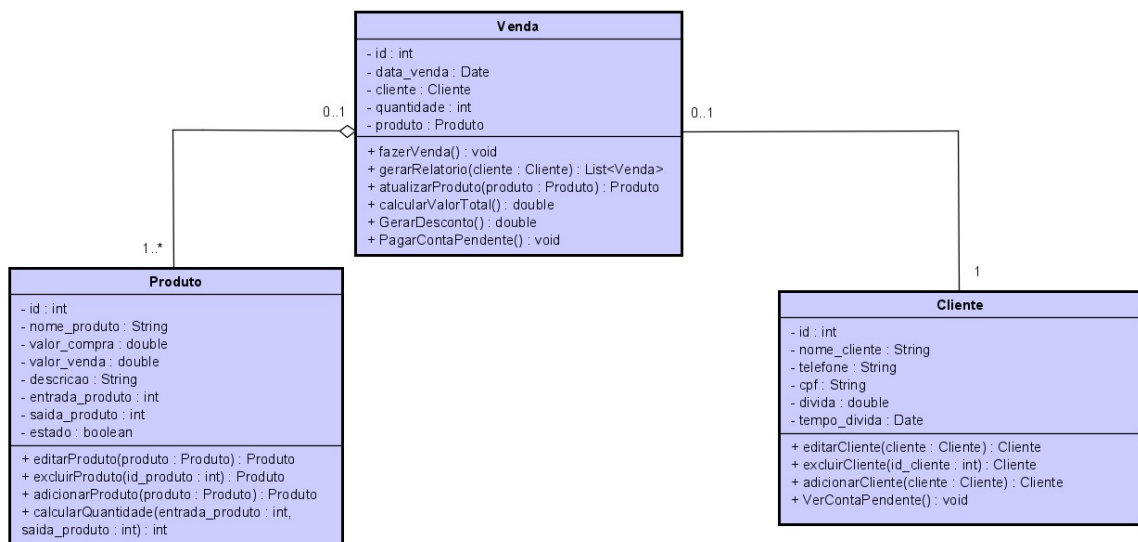 Venda
- id : int
- data_venda : Date
- cliente : Cliente
- quantidade : int
- produto : Produto
+ fazerVenda() : void
+ gerarRelatorio(cliente : Cliente) : List<Venda>
+ atualizarProduto(produto : Produto) : Produto
+ calcularValorTotal() : double
+ GerarDesconto() : double
+ PagarContaPendente() : void
0..1
0..1
1..*
1
Produto
- id : int
- nome_produto : String
- valor_compra : double
- valor_venda : double
- descricao : String
- entrada_produto : int
- saida_produto : int
- estado : boolean
+ editarProduto(produto : Produto) : Produto
+ excluirProduto(id_produto : int) : Produto
+ adicionarProduto(produto : Produto) : Produto
+ calcularQuantidade(entrada_produto : int,
saida_produto : int) : int
Cliente
- id : int
- nome_cliente : String
- telefone : String
- cpf : String
- divida : double
- tempo_divida : Date
+ editarCliente(cliente : Cliente) : Cliente
+ excluirCliente(id_cliente : int) : Cliente
+ adicionarCliente(cliente : Cliente) : Cliente
+ VerContaPendente() : void